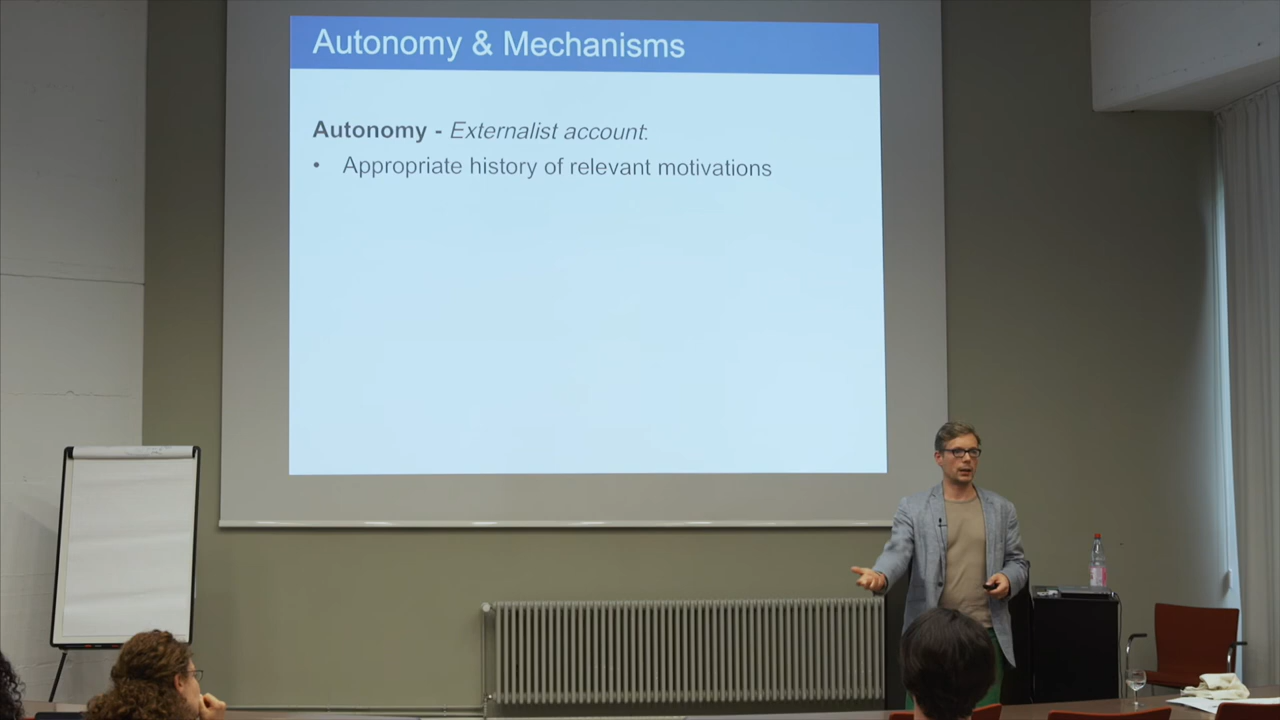 Autonomy & Mechanisms
Autonomy - Externalist account:
• Appropriate history of relevant motivations